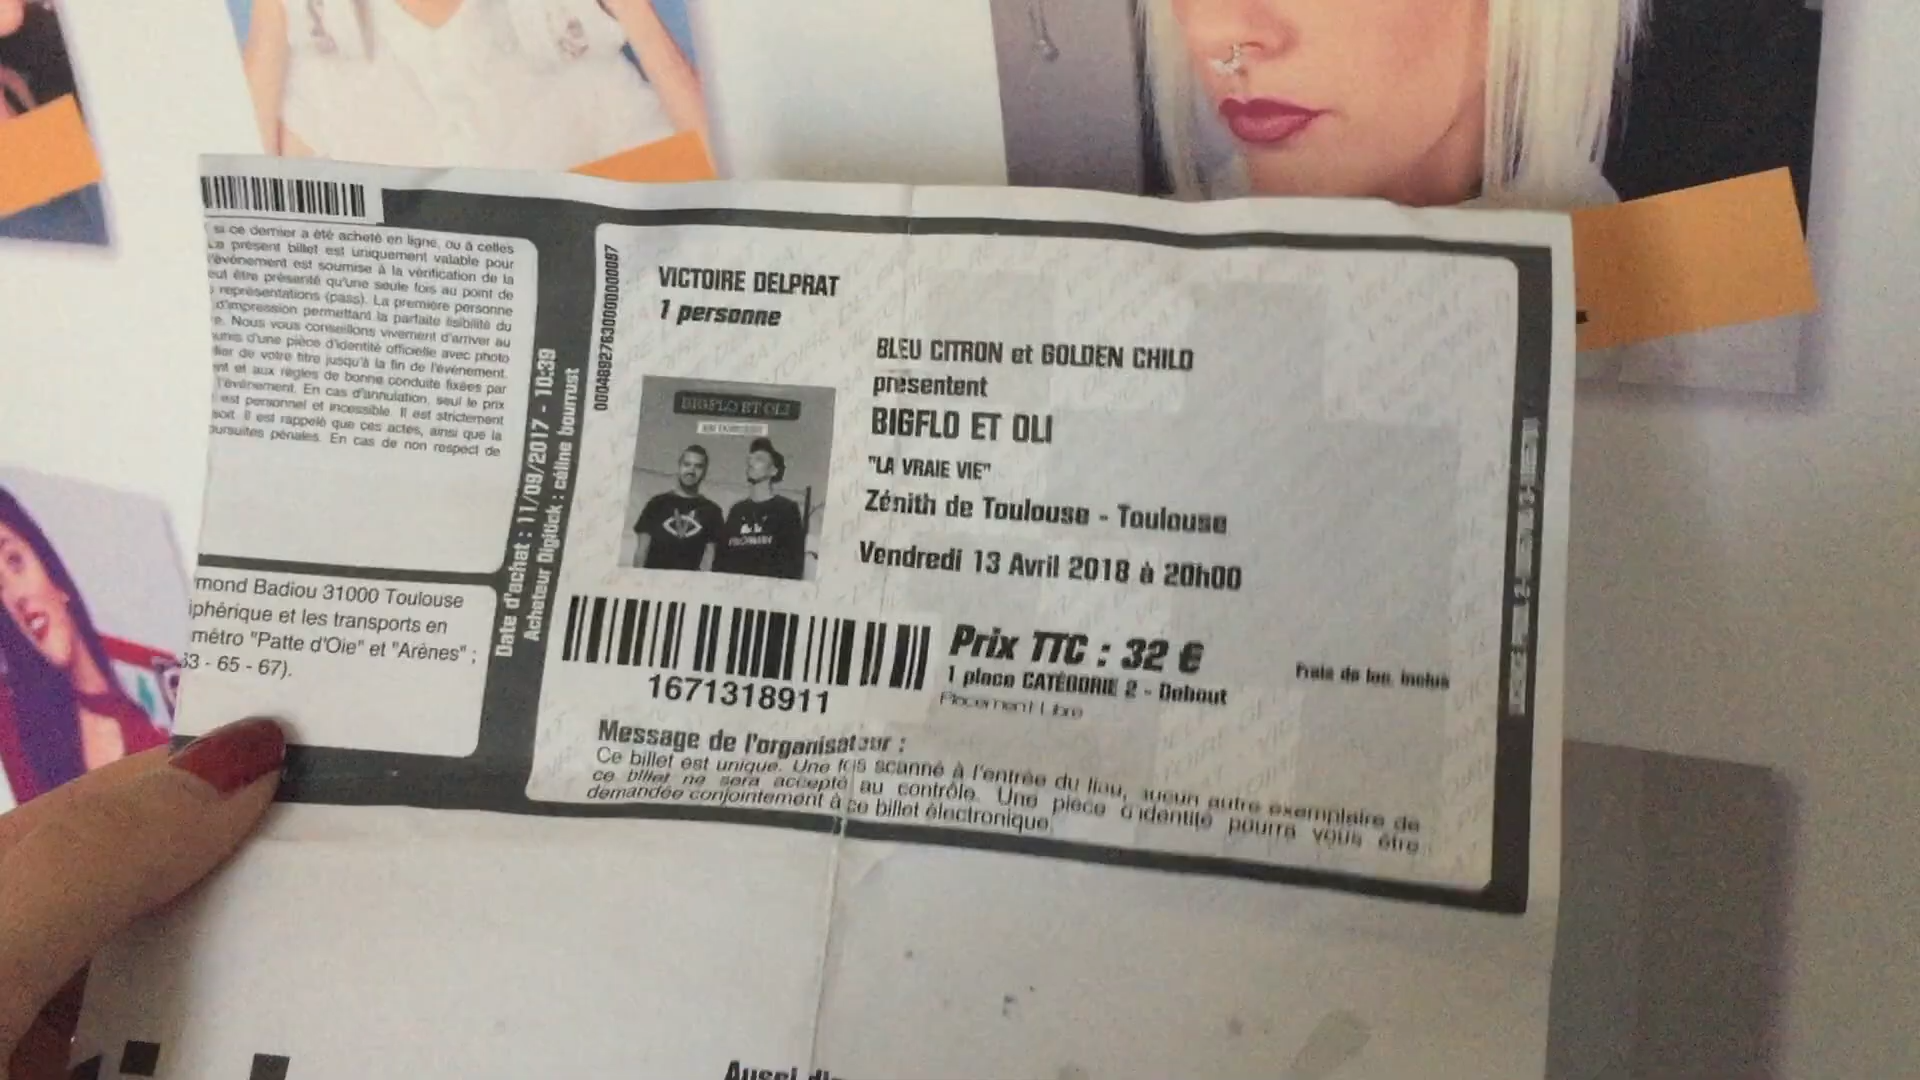 si ce dernier a été acheté en ligne, ou à celles
Le présent billet est uniquement valable pour
l'événement est soumise à la vérification de la
eut être présenté qu'une seule fois au point de
représentations (pass). La première personne
d'impression permettant la parfaite lisibilité du
e. Nous vous conseillons vivement d'arriver au
munis d'une pièce d'identité officielle avec photo
lier de votre titre jusqu'à la fin de l'événement.
nt et aux règles de bonne conduite fixées par
l'événement. En cas d'annulation, seul le prix
est personnel et incessible. Il est strictement
soit. Il est rappelé que ces actes, ainsi que la
oursuites pénales. En cas de non respect de
mond Badiou 31000 Toulouse
iphérique et les transports en
métro "Patte d'Oie" et "Arènes" ;
63 - 65 - 67).
Date d'achat : 11/09/2017 - 10:39
Acheteur Digitick : céline bourrust
VICTOIRE DELPRAT
1 personne
BLEU CITRON et GOLDEN CHILD
presentent
BIGFLO ET OLI
"LA VRAIE VIE"
Zénith de Toulouse - Toulouse
Vendredi 13 Avril 2018 à 20h00
BIGFLO ET OLI
1671318911
Prix TTC : 32 €
Frais de loc. inclus
1 place CATÉGORIE 2 - Debout
Placement Libre
Message de l'organisateur :
Ce billet est unique. Une fois scanné à l'entrée du lieu, aucun autre exemplaire de
ce billet ne sera accepté au contrôle. Une pièce d'identité pourra vous être
demandée conjointement à ce billet électronique
Aussi